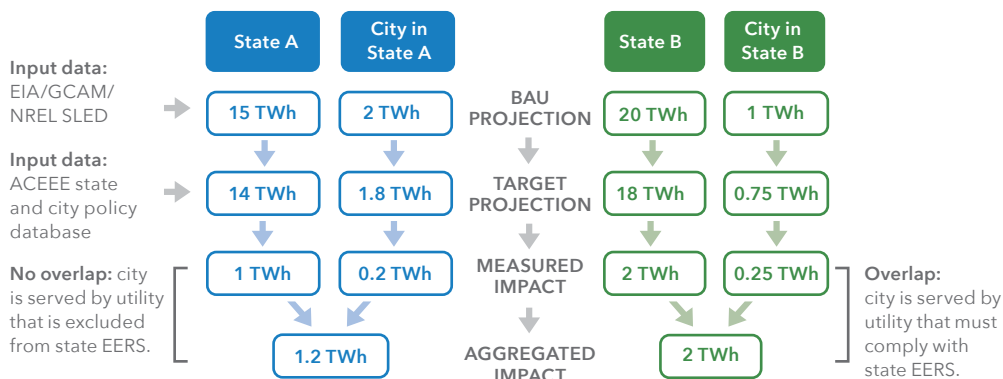 State A
City in
State A
State B
City in
State B
Input data:
EIA/GCAM/
NREL SLED
15 TWh
2 TWh
BAU
PROJECTION
20 TWh
1 TWh
Input data:
ACEEE state
and city policy
database
14 TWh
1.8 TWh
TARGET
PROJECTION
18 TWh
0.75 TWh
No overlap: city
is served by utility
that is excluded
from state EERS.
1 TWh
0.2 TWh
MEASURED
IMPACT
2 TWh
0.25 TWh
Overlap:
city is served by
utility that must
comply with
state EERS.
1.2 TWh
AGGREGATED
IMPACT
2 TWh